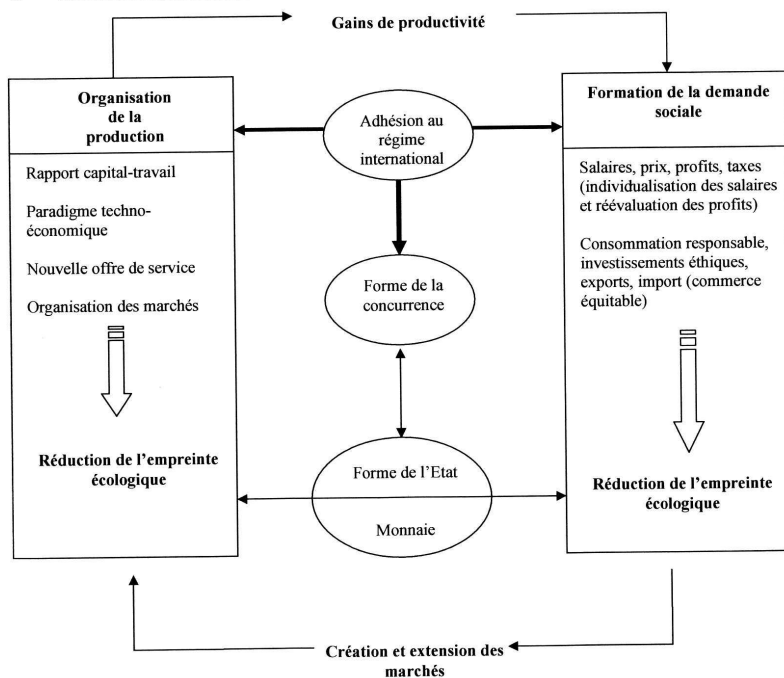 Gains de productivité
Organisation
de la
production
Rapport capital-travail
Paradigme techno-
économique
Nouvelle offre de service
Organisation des marchés
Réduction de l'empreinte
écologique
Adhésion au
régime
international
Forme de la
concurrence
Forme de l'Etat
Monnaie
Formation de la demande
sociale
Salaires, prix, profits, taxes
(individualisation des salaires
et réévaluation des profits)
Consommation responsable,
investissements éthiques,
exports, import (commerce
équitable)
Réduction de l'empreinte
écologique
Création et extension des
marchés